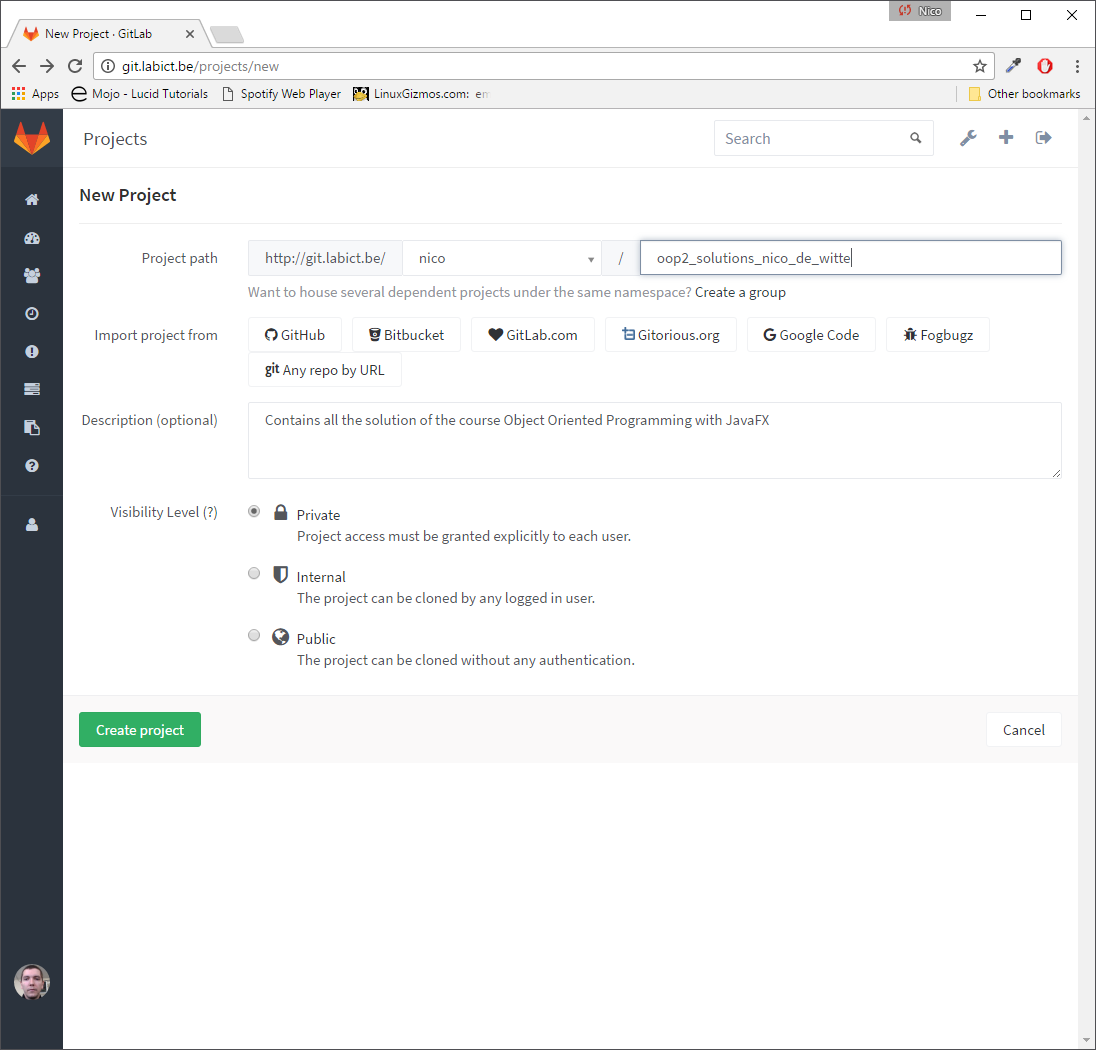 Nico
New Project · GitLab
git.labict.be/projects/new
Apps Mojo - Lucid Tutorials Spotify Web Player LinuxGizmos.com: em Other bookmarks
Projects Search
New Project
Project path http://git.labict.be/ nico / oop2_solutions_nico_de_witte
Want to house several dependent projects under the same namespace? Create a group
Import project from GitHub Bitbucket GitLab.com Gitorious.org Google Code Fogbugz
git Any repo by URL
Description (optional) Contains all the solution of the course Object Oriented Programming with JavaFX
Visibility Level (?) Private
Project access must be granted explicitly to each user.
Internal
The project can be cloned by any logged in user.
Public
The project can be cloned without any authentication.
Create project Cancel